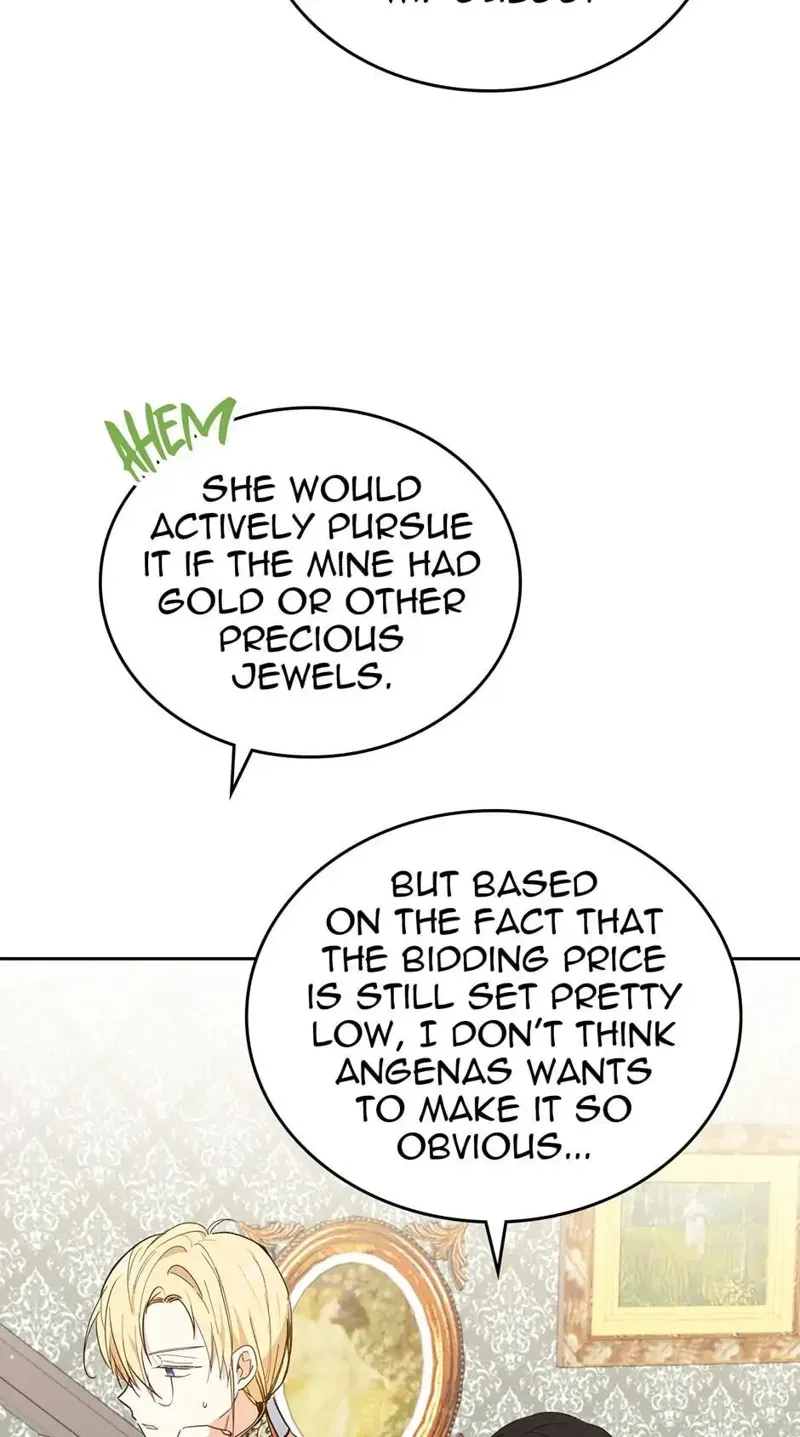 AHEM
SHE WOULD
ACTIVELY PURSUE
IT IF THE MINE HAD
GOLD OR OTHER
PRECIOUS
JEWELS.
BUT BASED
ON THE FACT THAT
THE BIDDING PRICE
IS STILL SET PRETTY
LOW, I DON'T THINK
ANGENAS WANTS
TO MAKE IT SO
OBVIOUS...